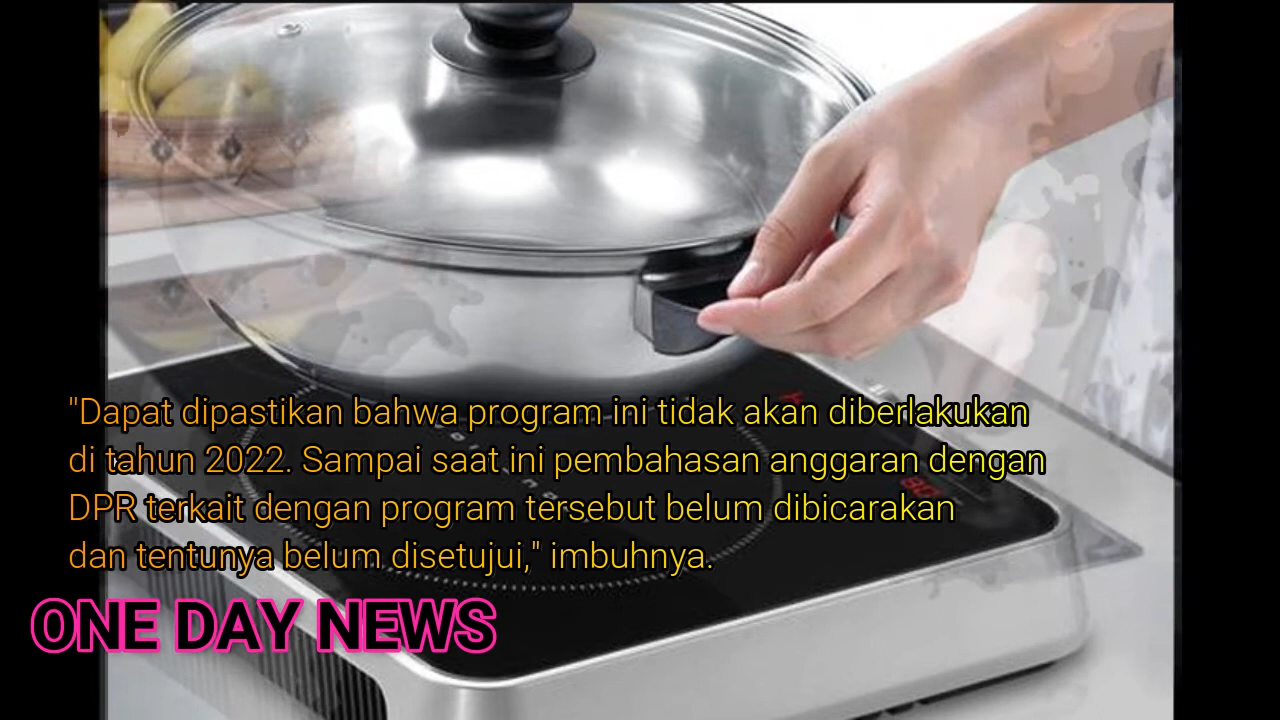 "Dapat dipastikan bahwa program ini tidak akan diberlakukan
di tahun 2022. Sampai saat ini pembahasan anggaran dengan
DPR terkait dengan program tersebut belum dibicarakan
dan tentunya belum disetujui," imbuhnya.
ONE DAY NEWS